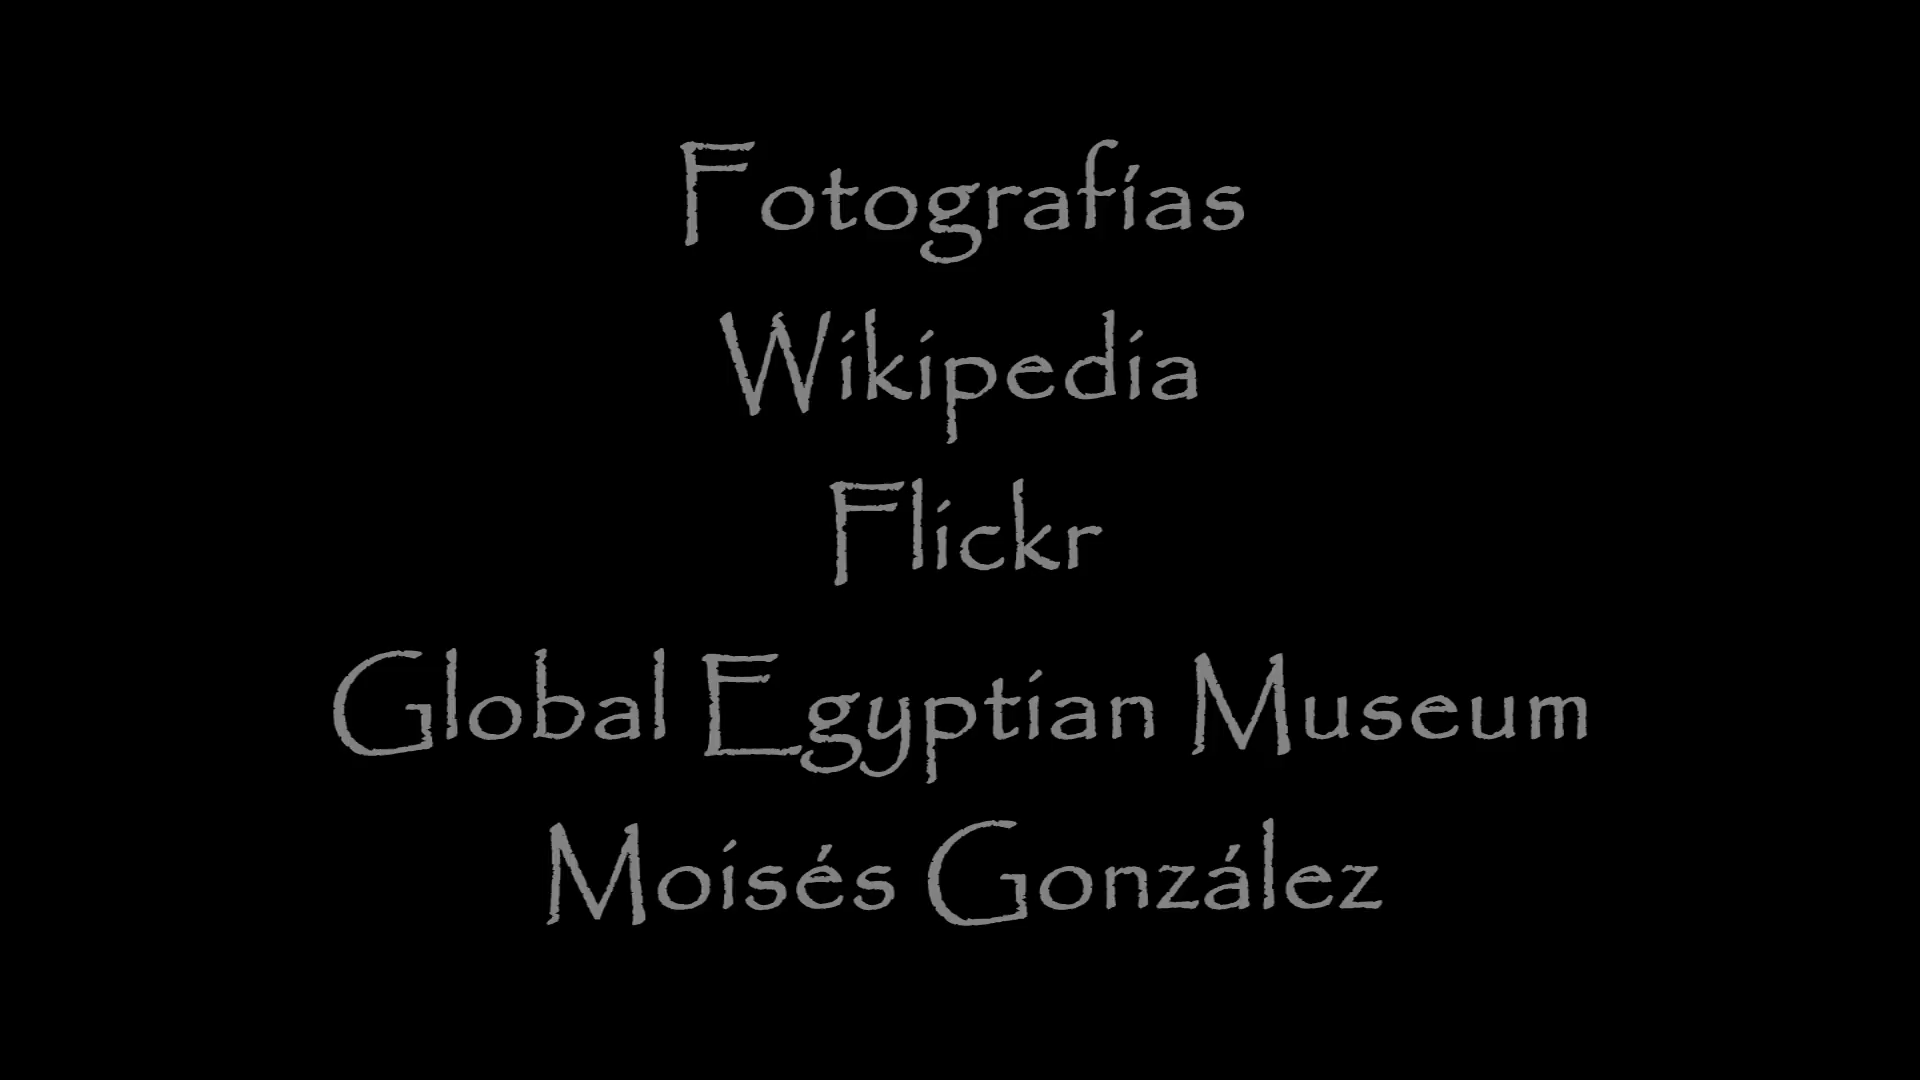 Fotografías
Wikipedia
Flickr
Global Egyptian Museum
Moisés González